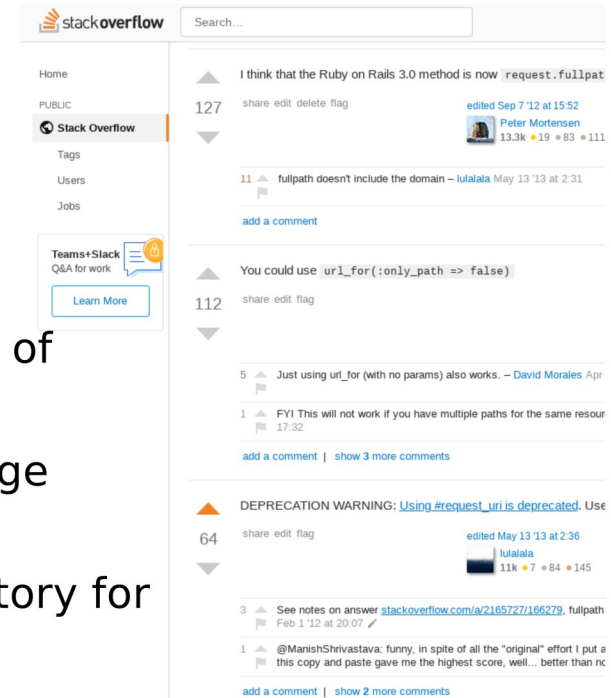 stackoverflow
Search...
Home
PUBLIC
Stack Overflow
Tags
Users
Jobs
Teams+Slack
Q&A for work
Learn More
of
ge
tory for
I think that the Ruby on Rails 3.0 method is now request.fullpat
127
share edit delete flag
edited Sep 7 '12 at 15:52
Peter Mortensen
13.3k 19 83 111
11 fullpath doesn't include the domain – lulalala May 13 '13 at 2:31
add a comment
You could use url_for(:only_path => false)
112
share edit flag
5 Just using url_for (with no params) also works. – David Morales Apr
1 FYI This will not work if you have multiple paths for the same resour
17:32
add a comment | show 3 more comments
DEPRECATION WARNING: Using #request_uri is deprecated. Use
64
share edit flag
edited May 13 '13 at 2:36
lulalala
11k 7 84 145
3 See notes on answer stackoverflow.com/a/2165727/166279, fullpath
Feb 1 '12 at 20:07
1 @ManishShrivastava: funny, in spite of all the "original" effort I put a
this copy and paste gave me the highest score, well... better than no
add a comment | show 2 more comments